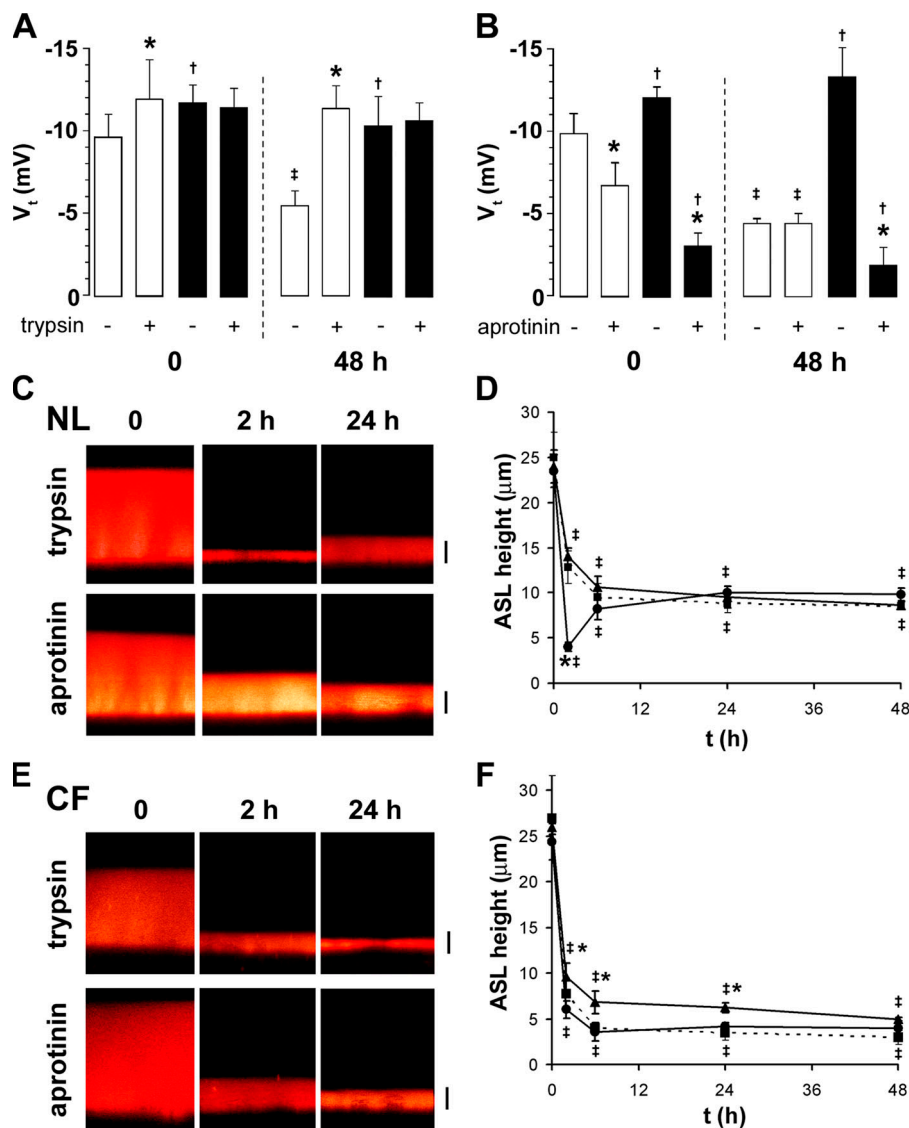 A
-15
-10
-5
0
V_t (mV)
* † ‡ * †
trypsin - + - + - + - +
0 48 h
B
-15
-10
-5
0
V_t (mV)
* † † * ‡ ‡ † † *
aprotinin - + - + - + - +
0 48 h
C NL
0 2 h 24 h
trypsin
aprotinin
D
30
25
20
15
10
5
0
ASL height (μm)
‡ ‡ ‡ ‡
*‡ ‡ ‡ ‡
0 12 24 36 48
t (h)
E CF
0 2 h 24 h
trypsin
aprotinin
F
30
25
20
15
10
5
0
ASL height (μm)
‡* ‡* ‡* ‡
‡ ‡ ‡ ‡
0 12 24 36 48
t (h)